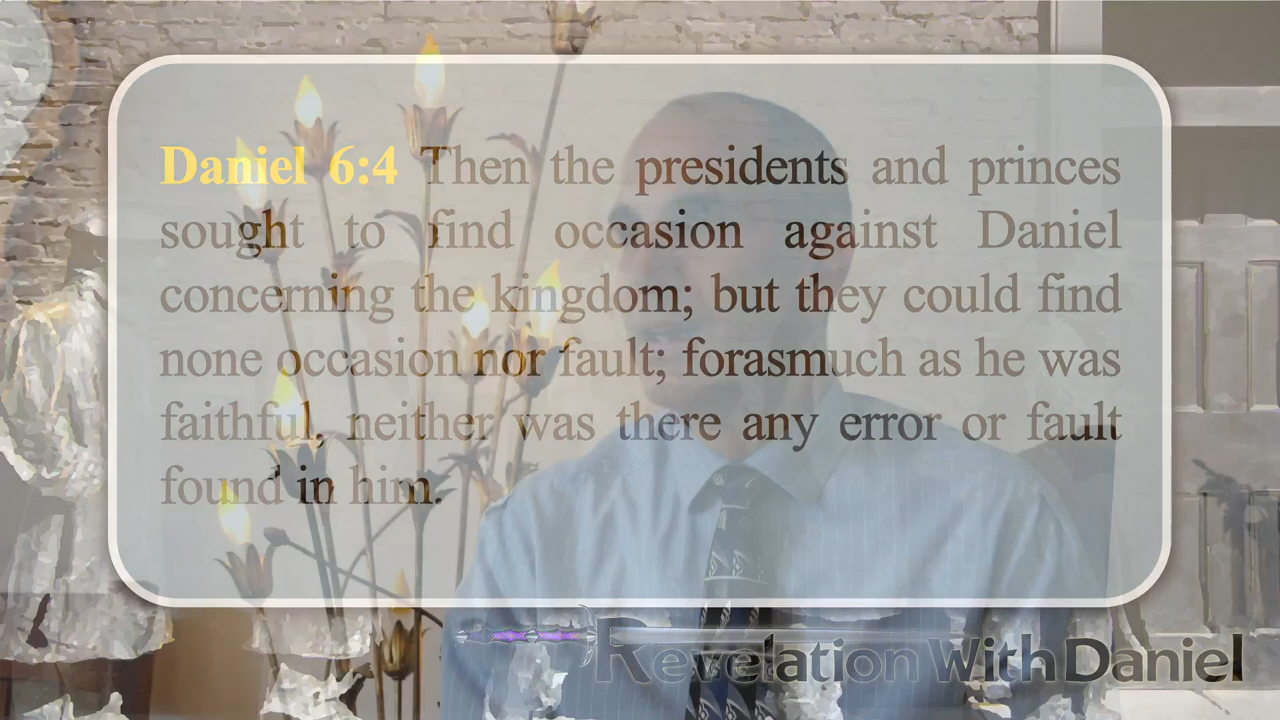 Daniel 6:4 Then the presidents and princes
sought to find occasion against Daniel
concerning the kingdom; but they could find
none occasion nor fault; forasmuch as he was
faithful, neither was there any error or fault
found in him.
Revelation With Daniel